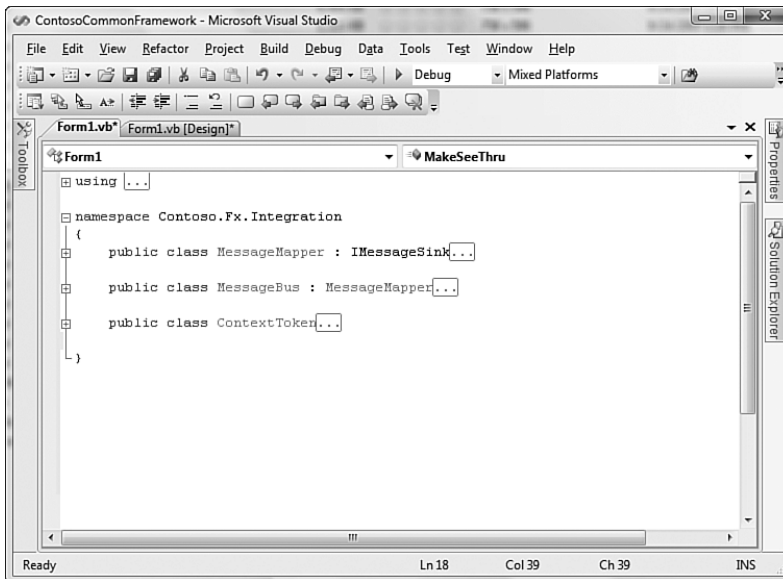 ContosoCommonFramework - Microsoft Visual Studio
File Edit View Refactor Project Build Debug Data Tools Test Window Help
Debug Mixed Platforms
Form1.vb* Form1.vb [Design]*
Toolbox
Form1 MakeSeeThru
using ...
namespace Contoso.Fx.Integration
{
public class MessageMapper : IMessageSink...
public class MessageBus : MessageMapper...
public class ContextToken...
}
Properties
Solution Explorer
Ready Ln 18 Col 39 Ch 39 INS